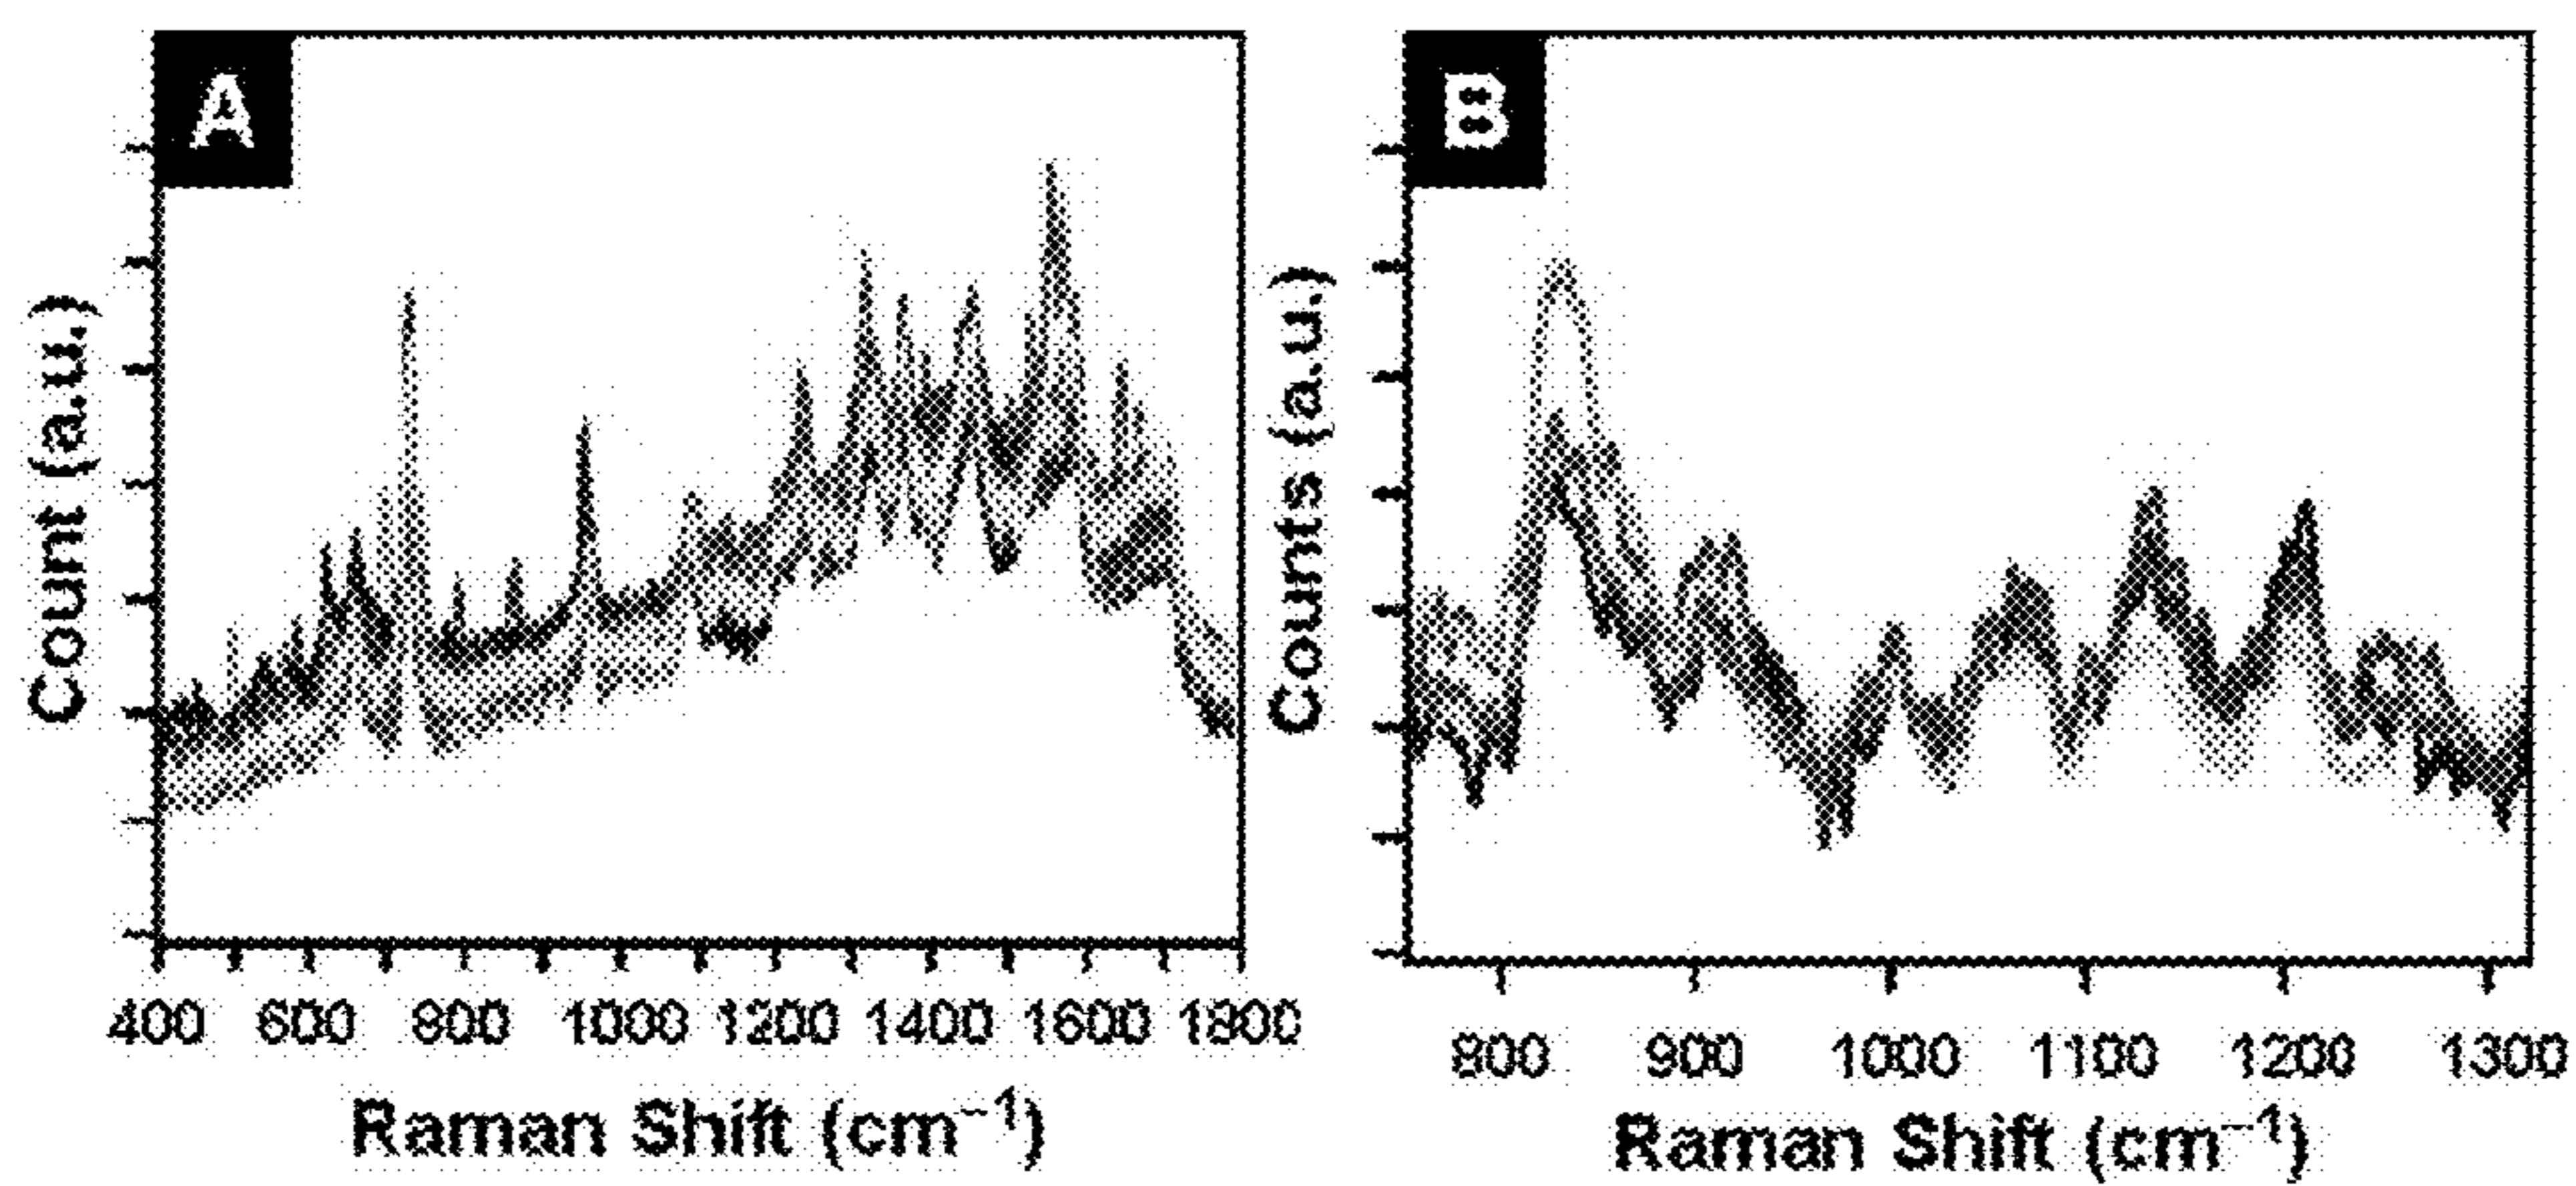 A
Count (a.u.)
400 600 800 1000 1200 1400 1600 1800
Raman Shift (cm⁻¹)
B
Counts (a.u.)
800 900 1000 1100 1200 1300
Raman Shift (cm⁻¹)